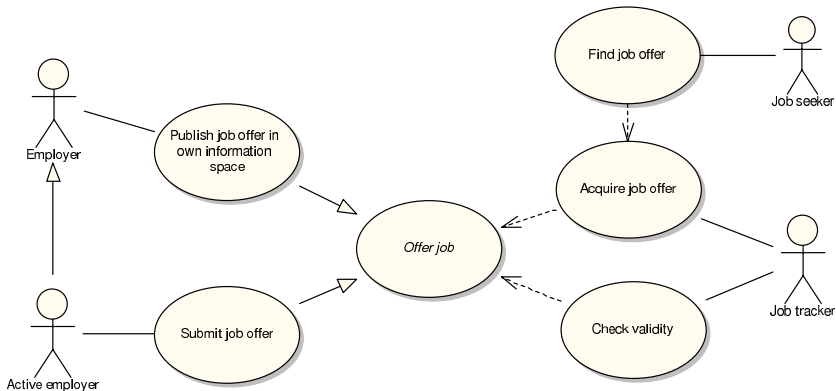 Find job offer
Job seeker
Publish job offer in
own information
space
Employer
Acquire job offer
Offer job
Job tracker
Submit job offer
Check validity
Active employer